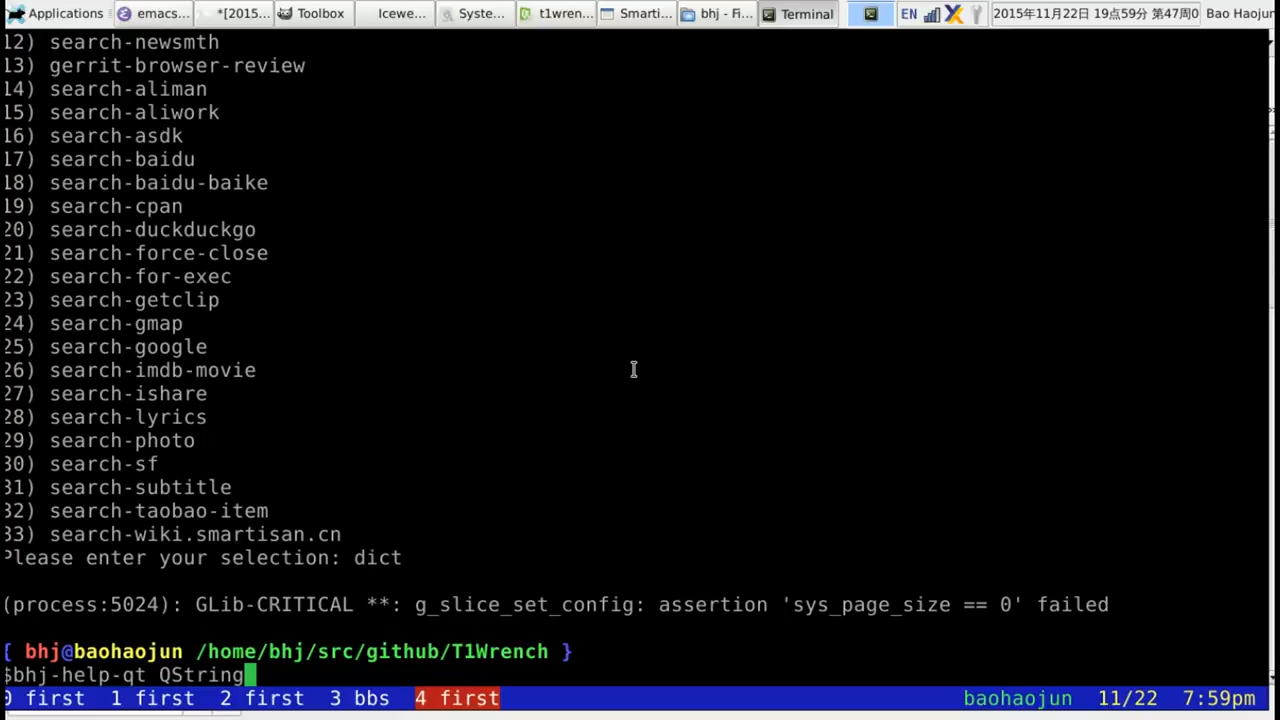 Applications emacs... *[2015... Toolbox Icewe... Syste... t1wren... Smarti... bhj - Fi... Terminal EN 2015年11月22日 19点59分 第47周0 Bao Haojun
12) search-newsmth
13) gerrit-browser-review
14) search-aliman
15) search-aliwork
16) search-asdk
17) search-baidu
18) search-baidu-baike
19) search-cpan
20) search-duckduckgo
21) search-force-close
22) search-for-exec
23) search-getclip
24) search-gmap
25) search-google
26) search-imdb-movie
27) search-ishare
28) search-lyrics
29) search-photo
30) search-sf
31) search-subtitle
32) search-taobao-item
33) search-wiki.smartisan.cn
Please enter your selection: dict
(process:5024): GLib-CRITICAL **: g_slice_set_config: assertion 'sys_page_size == 0' failed
[ bhj@baohaojun /home/bhj/src/github/T1Wrench }
$bhj-help-qt QString
0 first 1 first 2 first 3 bbs 4 first baohaojun 11/22 7:59pm